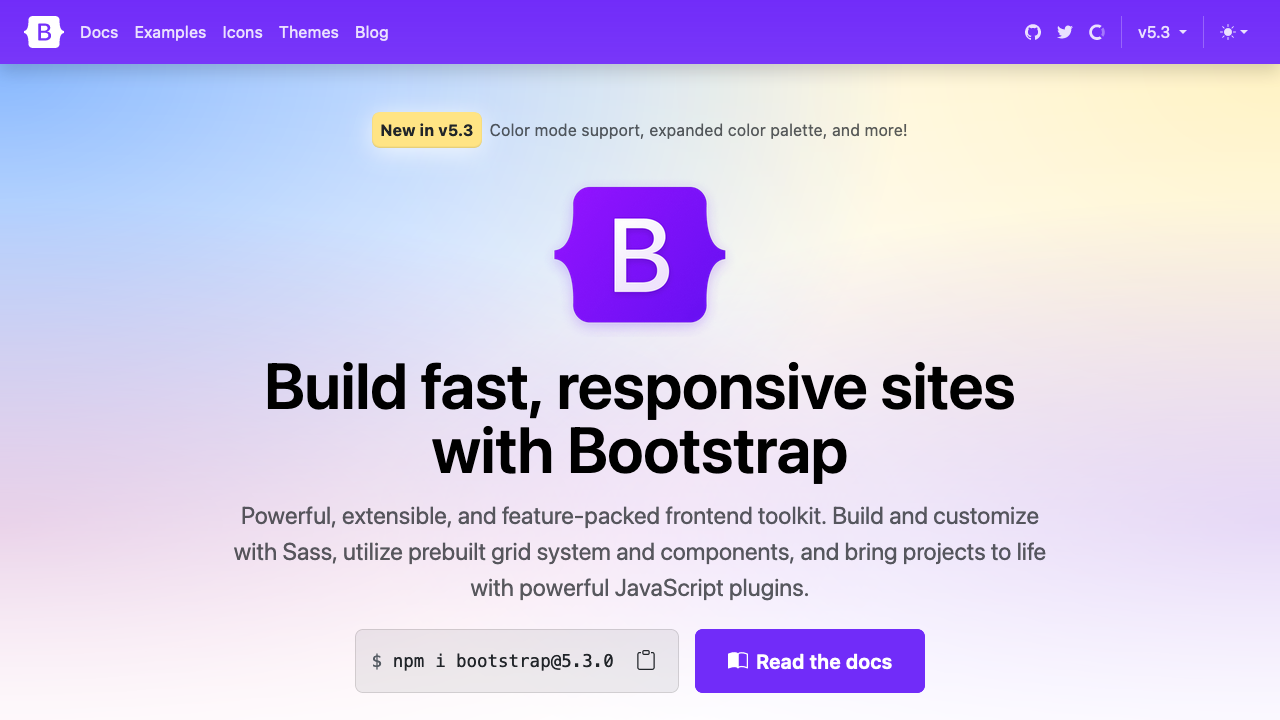 B Docs Examples Icons Themes Blog v5.3
New in v5.3 Color mode support, expanded color palette, and more!
B
Build fast, responsive sites
with Bootstrap
Powerful, extensible, and feature-packed frontend toolkit. Build and customize
with Sass, utilize prebuilt grid system and components, and bring projects to life
with powerful JavaScript plugins.
$ npm i bootstrap@5.3.0 Read the docs